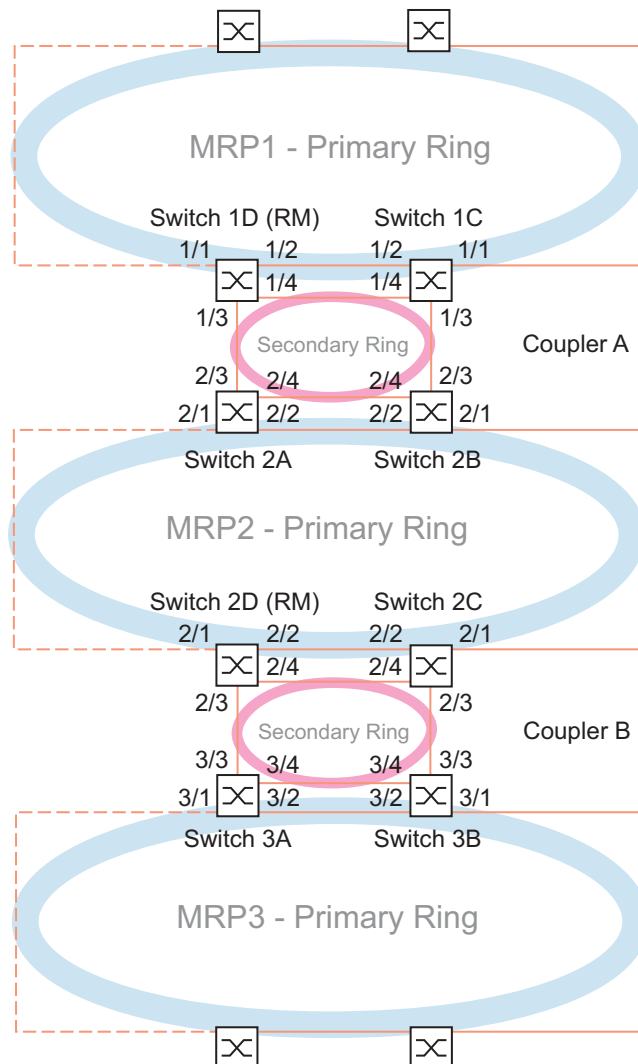 MRP1 - Primary Ring
Switch 1D (RM) Switch 1C
1/1 1/2 1/2 1/1
1/4 1/4
1/3 1/3
Secondary Ring Coupler A
2/3 2/4 2/4 2/3
2/1 2/2 2/2 2/1
Switch 2A Switch 2B
MRP2 - Primary Ring
Switch 2D (RM) Switch 2C
2/1 2/2 2/2 2/1
2/4 2/4
2/3 2/3
Secondary Ring Coupler B
3/3 3/4 3/4 3/3
3/1 3/2 3/2 3/1
Switch 3A Switch 3B
MRP3 - Primary Ring